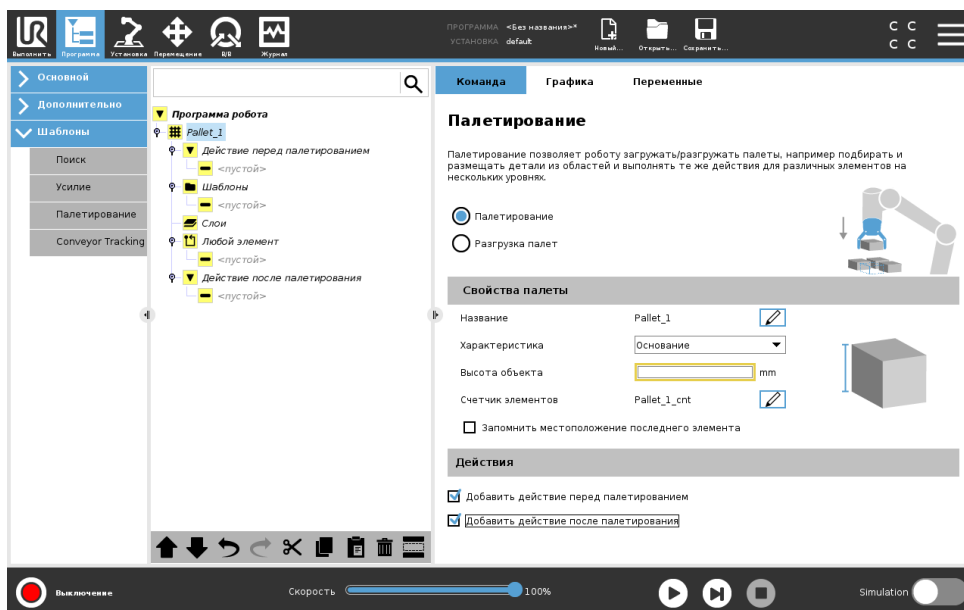 UR
ПРОГРАММА <Без названия>*
УСТАНОВКА default
Выполнить Программа Установка Перемещение В/В Журнал
Новый... Открыть... Сохранить...
C C
C C
Основной
Дополнительно
Шаблоны
Поиск
Усилие
Палетирование
Conveyor Tracking
Программа робота
Pallet_1
Действие перед палетированием
<пустой>
Шаблоны
<пустой>
Слои
Любой элемент
<пустой>
Действие после палетирования
<пустой>
Команда Графика Переменные
Палетирование
Палетирование позволяет роботу загружать/разгружать палеты, например подбирать и
размещать детали из областей и выполнять те же действия для различных элементов на
нескольких уровнях.
Палетирование
Разгрузка палет
Свойства палеты
Название Pallet_1
Характеристика Основание
Высота объекта mm
Счетчик элементов Pallet_1_cnt
Запомнить местоположение последнего элемента
Действия
Добавить действие перед палетированием
Добавить действие после палетирования
Выключение
Скорость 100%
Simulation